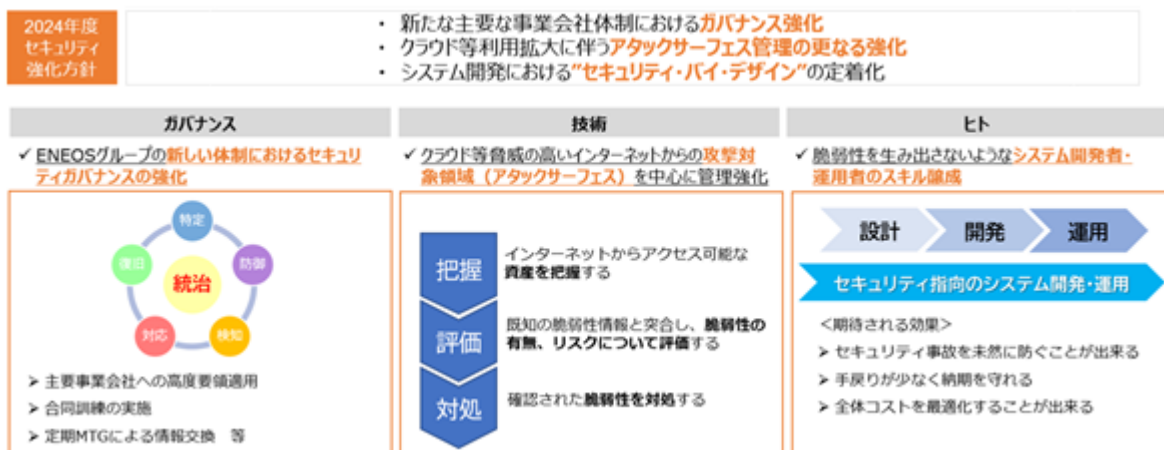 2024年度
セキュリティ
強化方針
・ 新たな主要な事業会社体制におけるガバナンス強化
・ クラウド等利用拡大に伴うアタックサーフェス管理の更なる強化
・ システム開発における"セキュリティ・バイ・デザイン"の定着化
ガバナンス
✓ ENEOSグループの新しい体制におけるセキュリ
ティガバナンスの強化
特定
防御
検知
対応
復旧
統治
➢ 主要事業会社への高度要領適用
➢ 合同訓練の実施
➢ 定期MTGによる情報交換 等
技術
✓ クラウド等脅威の高いインターネットからの攻撃対
象領域（アタックサーフェス）を中心に管理強化
把握
インターネットからアクセス可能な
資産を把握する
評価
既知の脆弱性情報と突合し、脆弱性の
有無、リスクについて評価する
対処
確認された脆弱性を対処する
ヒト
✓ 脆弱性を生み出さないようなシステム開発者・
運用者のスキル醸成
設計 開発 運用
セキュリティ指向のシステム開発・運用
＜期待される効果＞
➢ セキュリティ事故を未然に防ぐことが出来る
➢ 手戻りが少なく納期を守れる
➢ 全体コストを最適化することが出来る